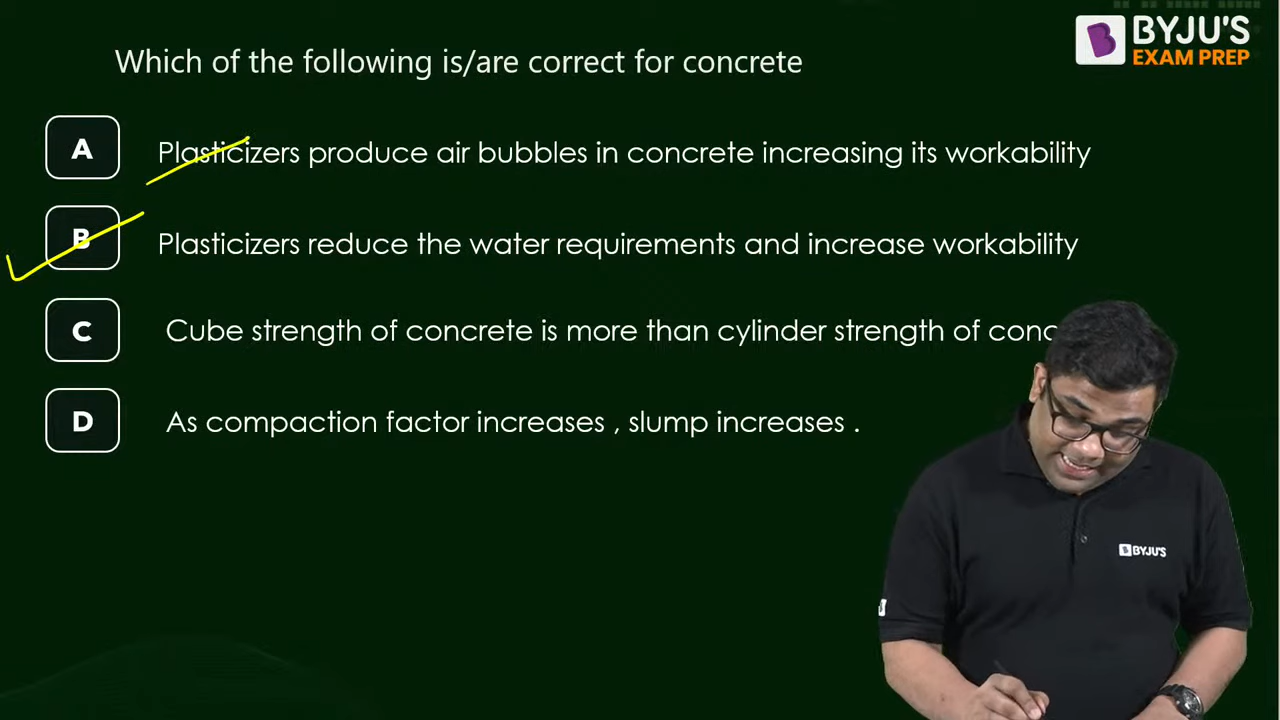 BYJU'S
EXAM PREP
Which of the following is/are correct for concrete
A Plasticizers produce air bubbles in concrete increasing its workability
B Plasticizers reduce the water requirements and increase workability
C Cube strength of concrete is more than cylinder strength of
D As compaction factor increases , slump increases .
BYJU'S